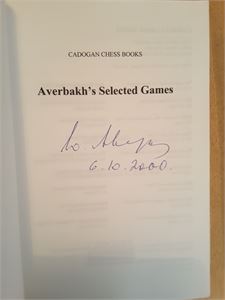 CADOGAN CHESS BOOKS
Averbakh's Selected Games
6.10.2000.